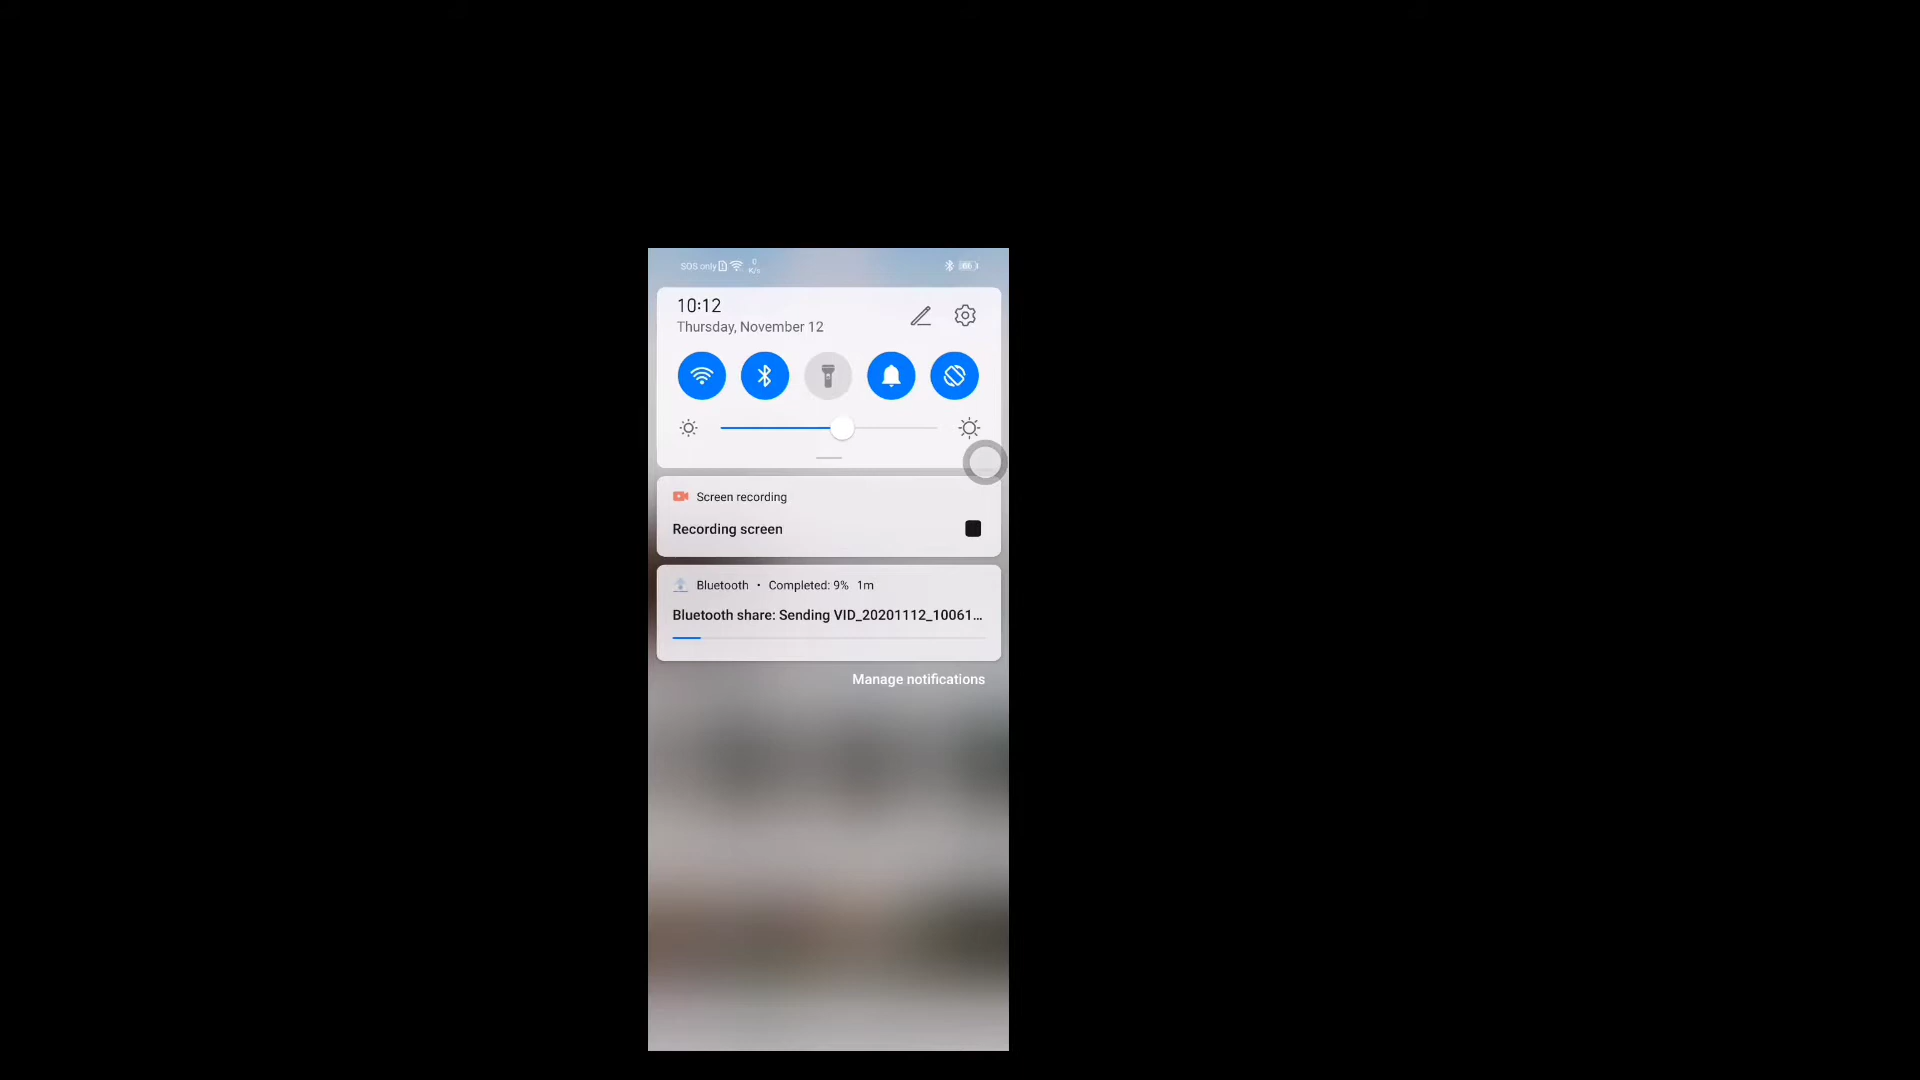 SOS only
0
K/s
10:12
Thursday, November 12
Screen recording
Recording screen
Bluetooth • Completed: 9% 1m
Bluetooth share: Sending VID_20201112_10061...
Manage notifications